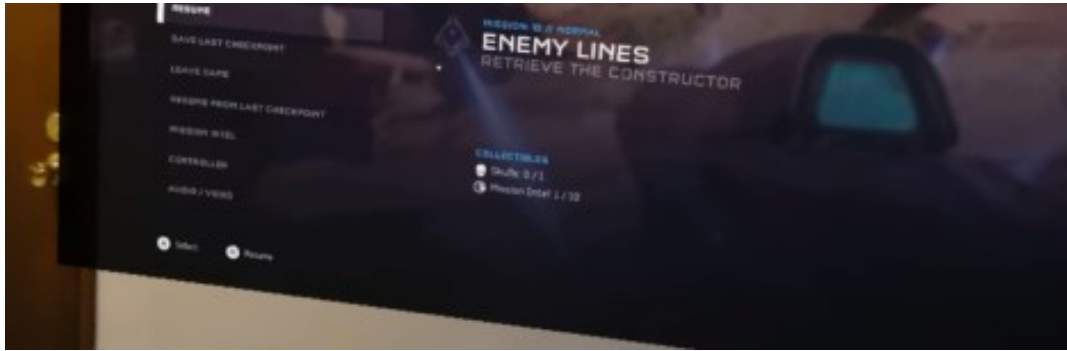 RESUME
SAVE LAST CHECKPOINT
LEAVE GAME
RESUME FROM LAST CHECKPOINT
MISSION INTEL
CONTROLLER
AUDIO / VIDEO
Select
Resume
MISSION 10 // NORMAL
ENEMY LINES
RETRIEVE THE CONSTRUCTOR
COLLECTIBLES
Skulls: 0 / 1
Mission Intel: 1 / 10